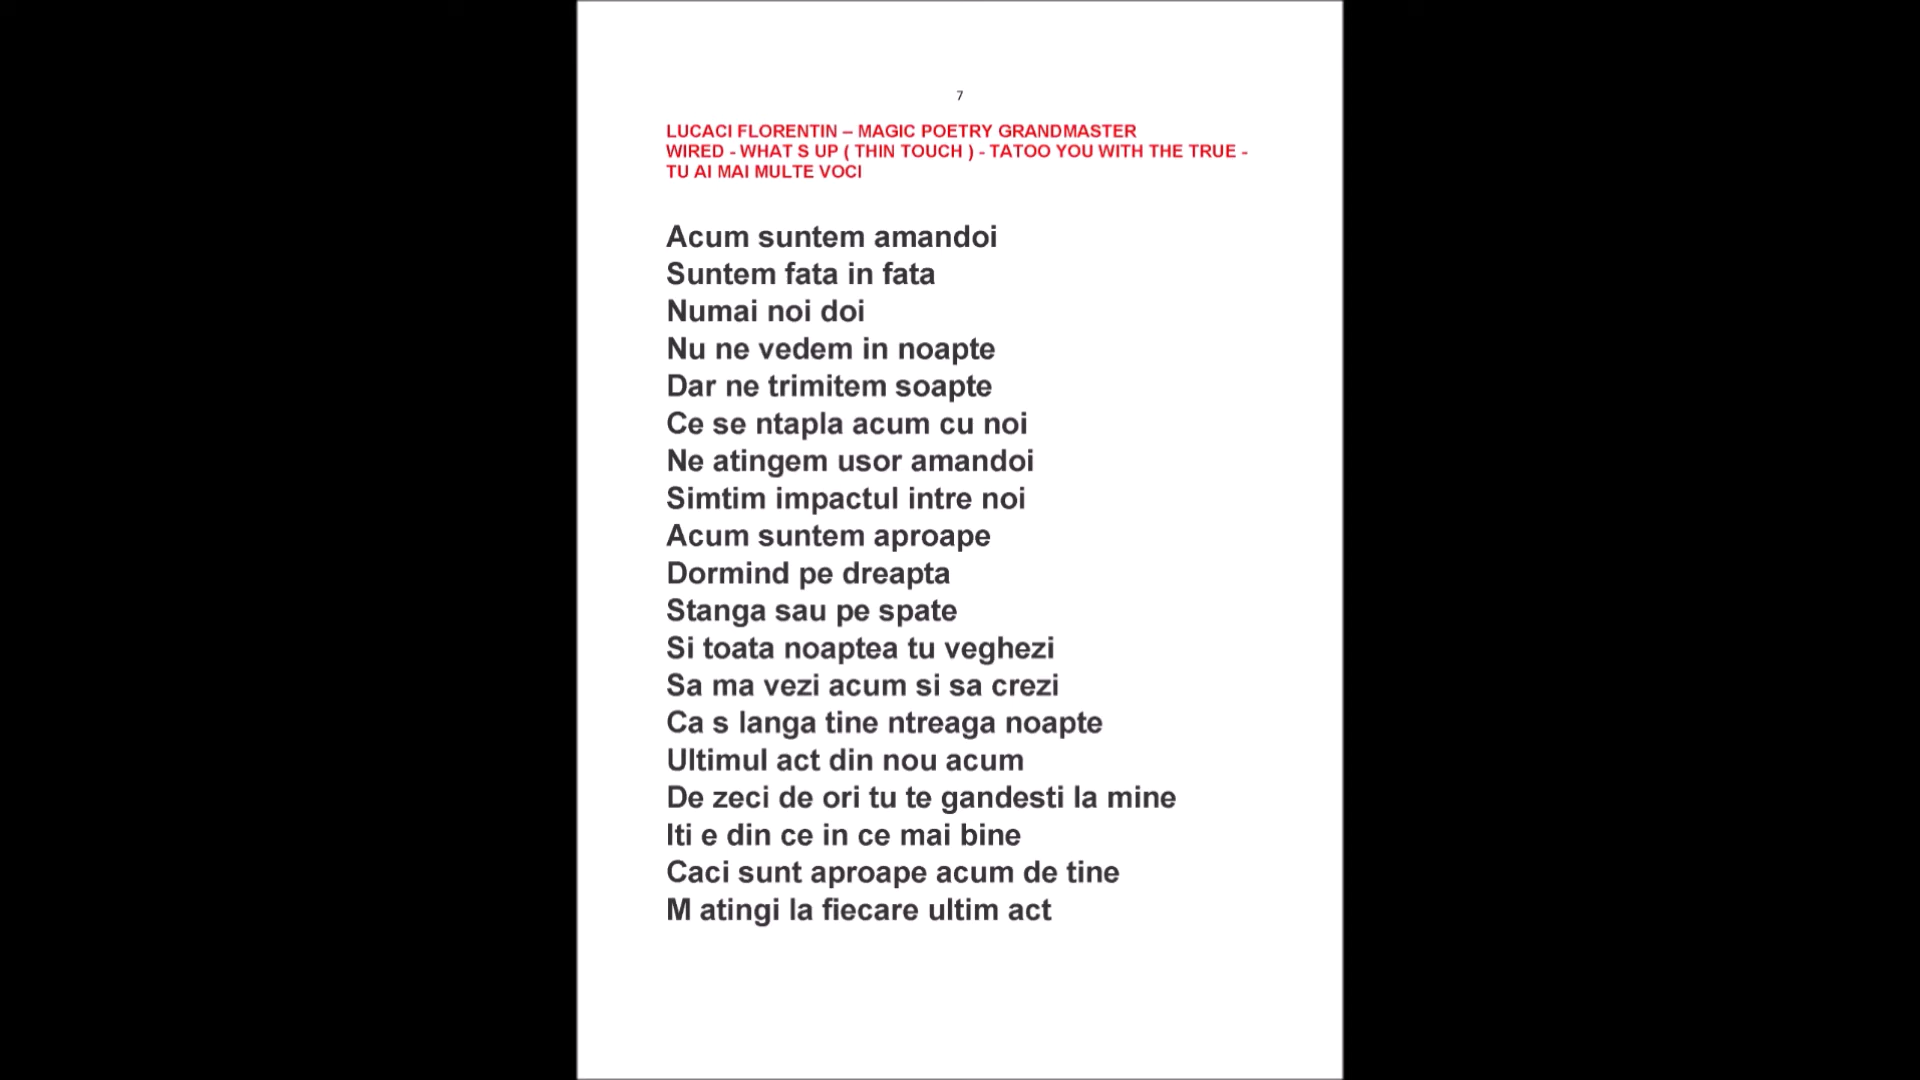 7
LUCACI FLORENTIN – MAGIC POETRY GRANDMASTER
WIRED - WHAT S UP ( THIN TOUCH ) - TATOO YOU WITH THE TRUE -
TU AI MAI MULTE VOCI
Acum suntem amandoi
Suntem fata in fata
Numai noi doi
Nu ne vedem in noapte
Dar ne trimitem soapte
Ce se ntapla acum cu noi
Ne atingem usor amandoi
Simtim impactul intre noi
Acum suntem aproape
Dormind pe dreapta
Stanga sau pe spate
Si toata noaptea tu veghezi
Sa ma vezi acum si sa crezi
Ca s langa tine ntreaga noapte
Ultimul act din nou acum
De zeci de ori tu te gandesti la mine
Iti e din ce in ce mai bine
Caci sunt aproape acum de tine
M atingi la fiecare ultim act